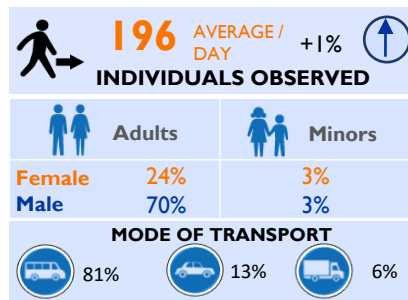 196 AVERAGE / DAY +1%
INDIVIDUALS OBSERVED
Adults Minors
Female 24% 3%
Male 70% 3%
MODE OF TRANSPORT
81% 13% 6%